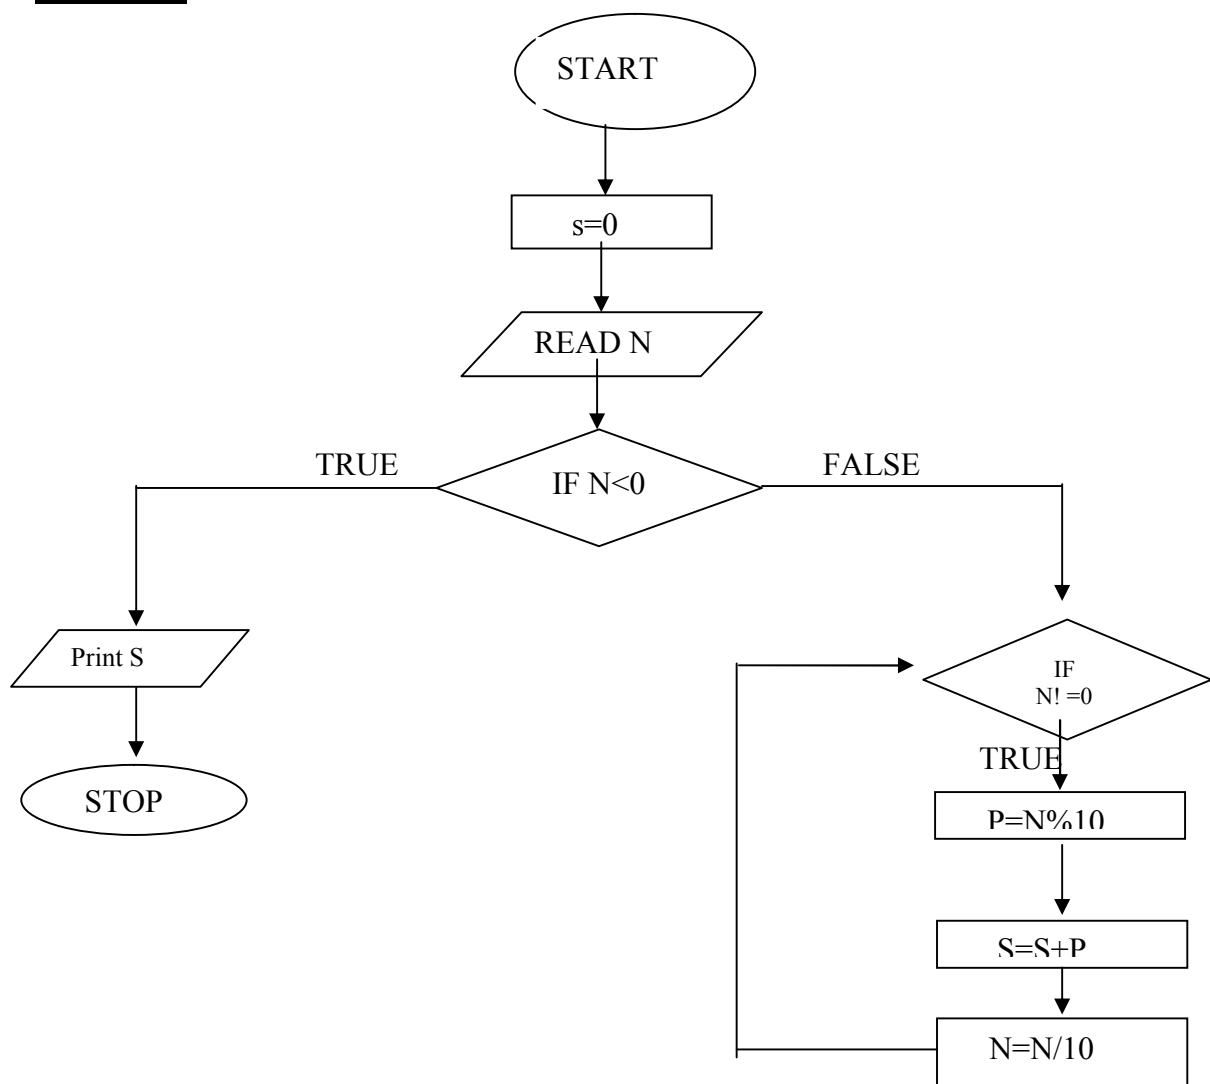 START
s=0
READ N
TRUE
IF N<0
FALSE
Print S
IF
N! =0
TRUE
STOP
P=N%10
S=S+P
N=N/10